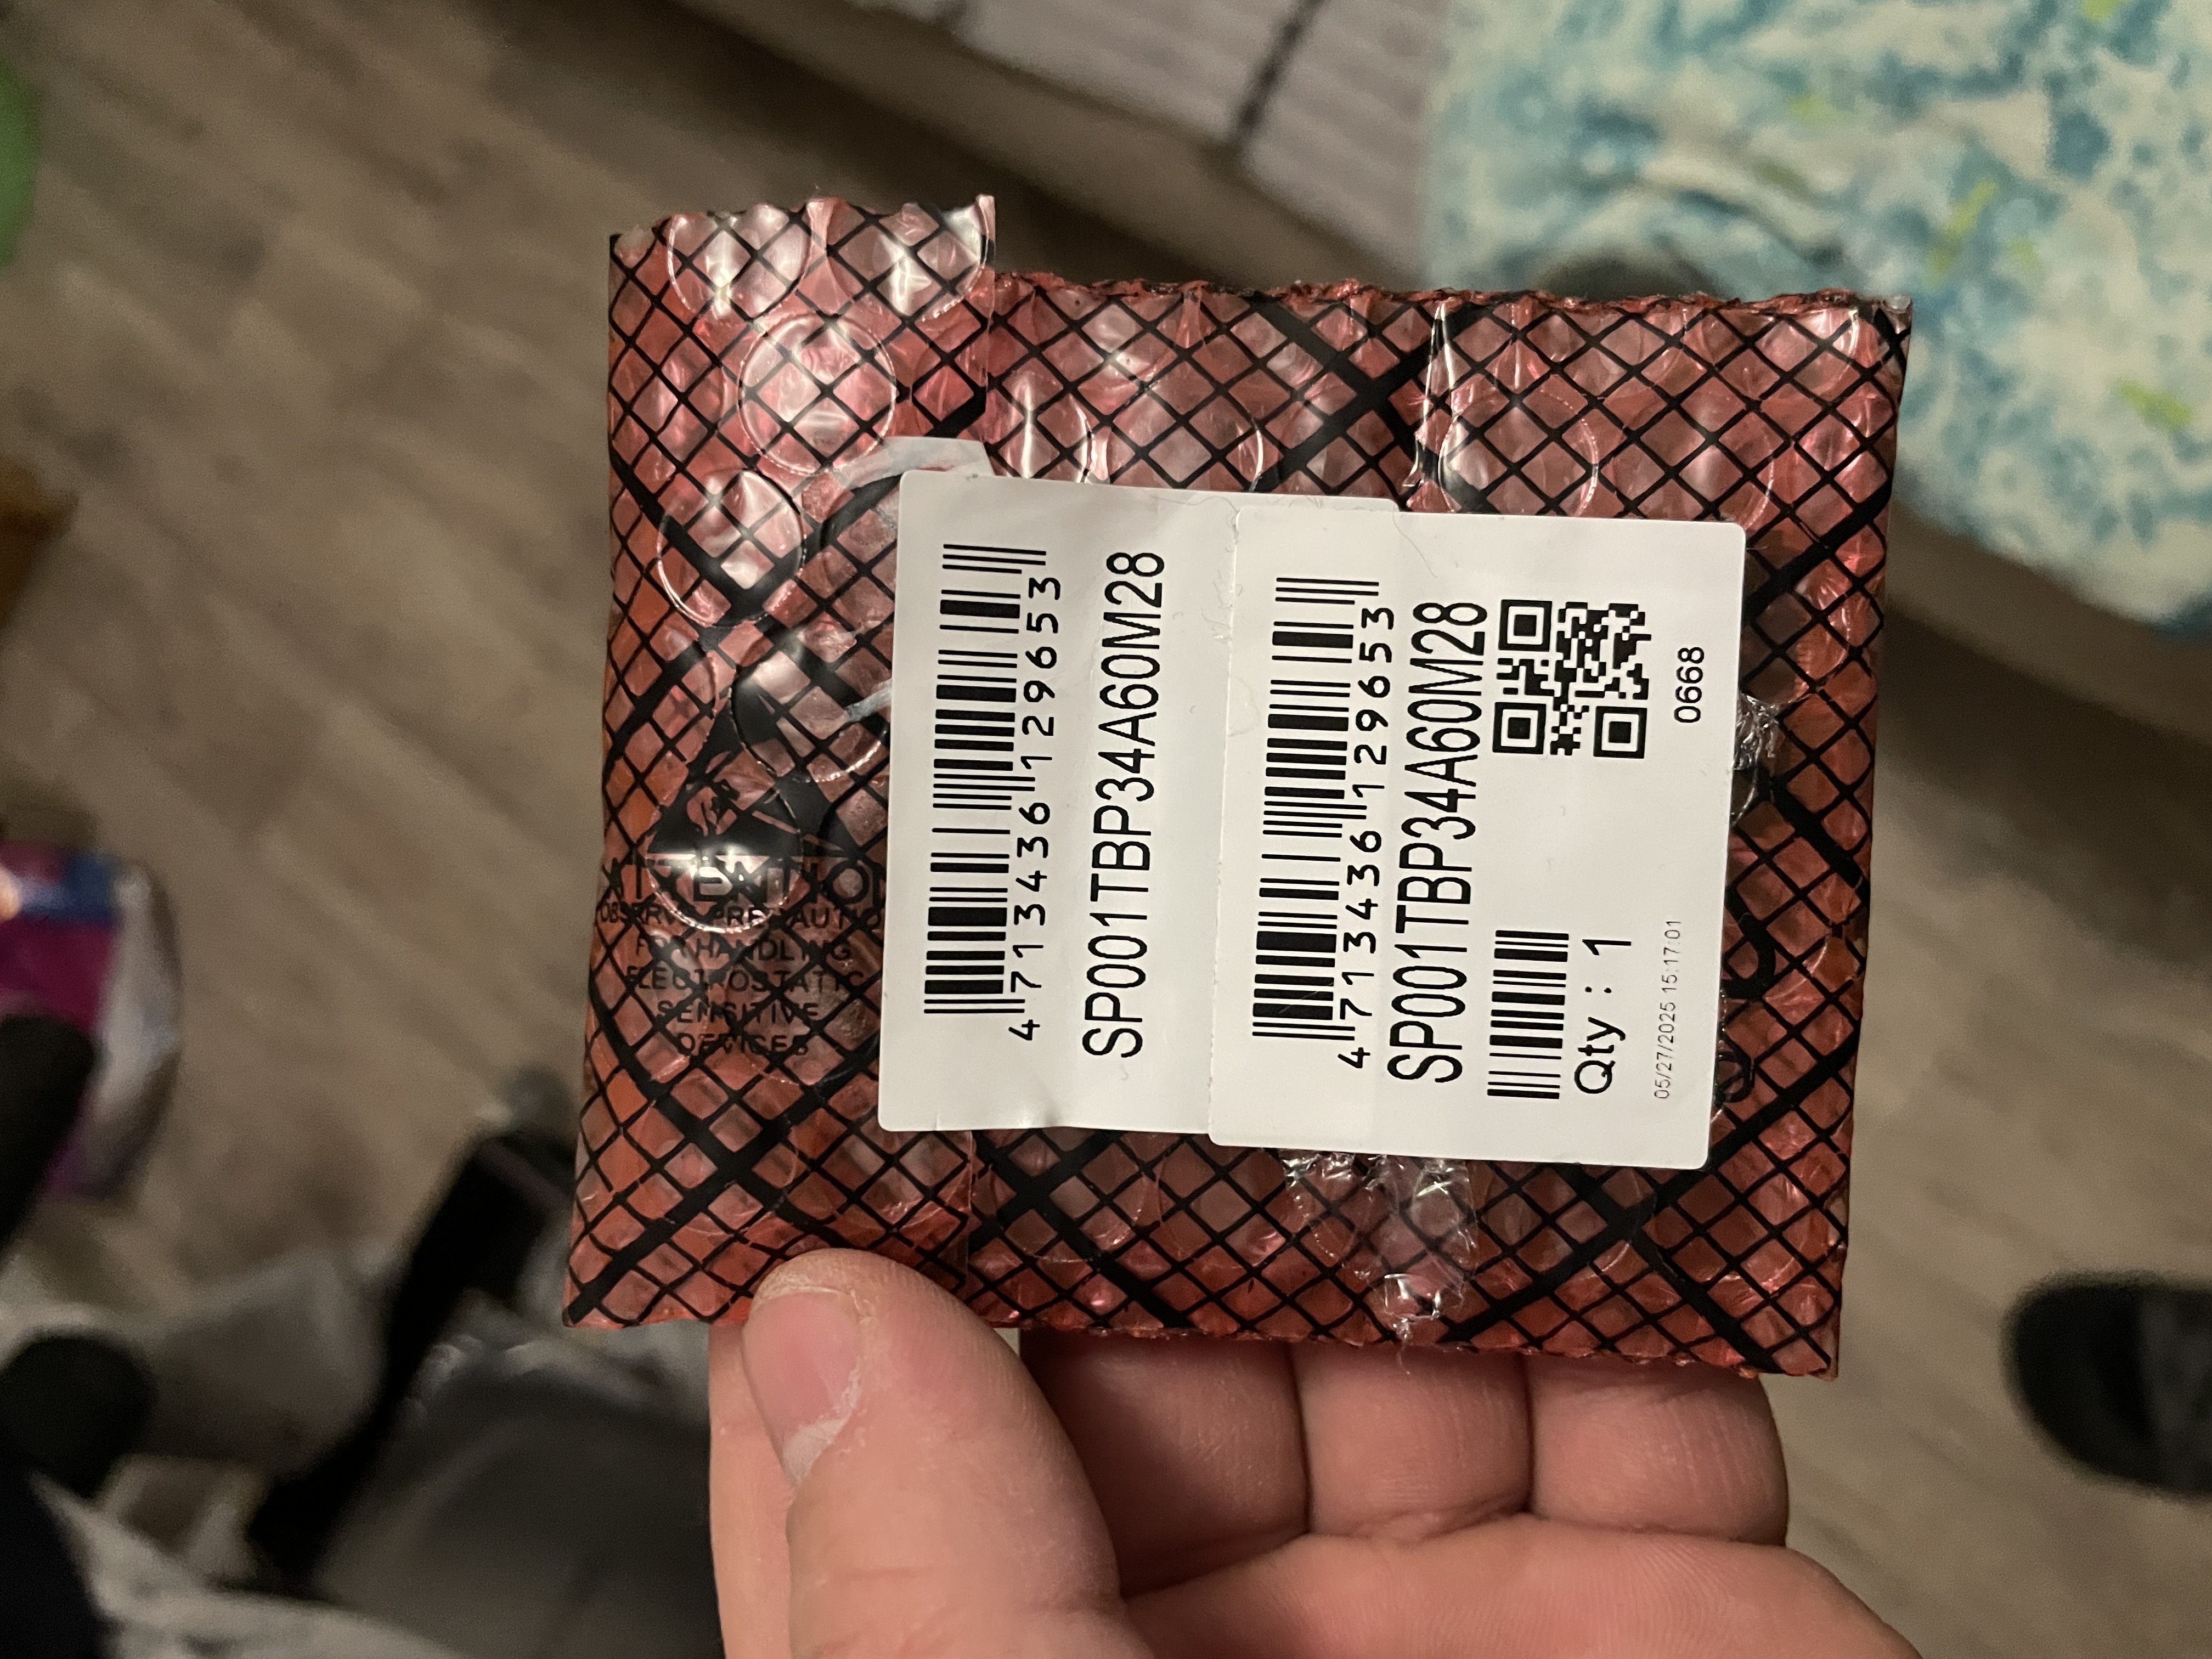 ATTENTION
OBSERVE PRECAUTIO
FOR HANDLING
ELECTROSTATIC
SENSITIVE
DEVICES
4 713436 129653
SP001TBP34A60M28
4 713436 129653
SP001TBP34A60M28
Qty : 1
05/27/2025 15:17:01
0668